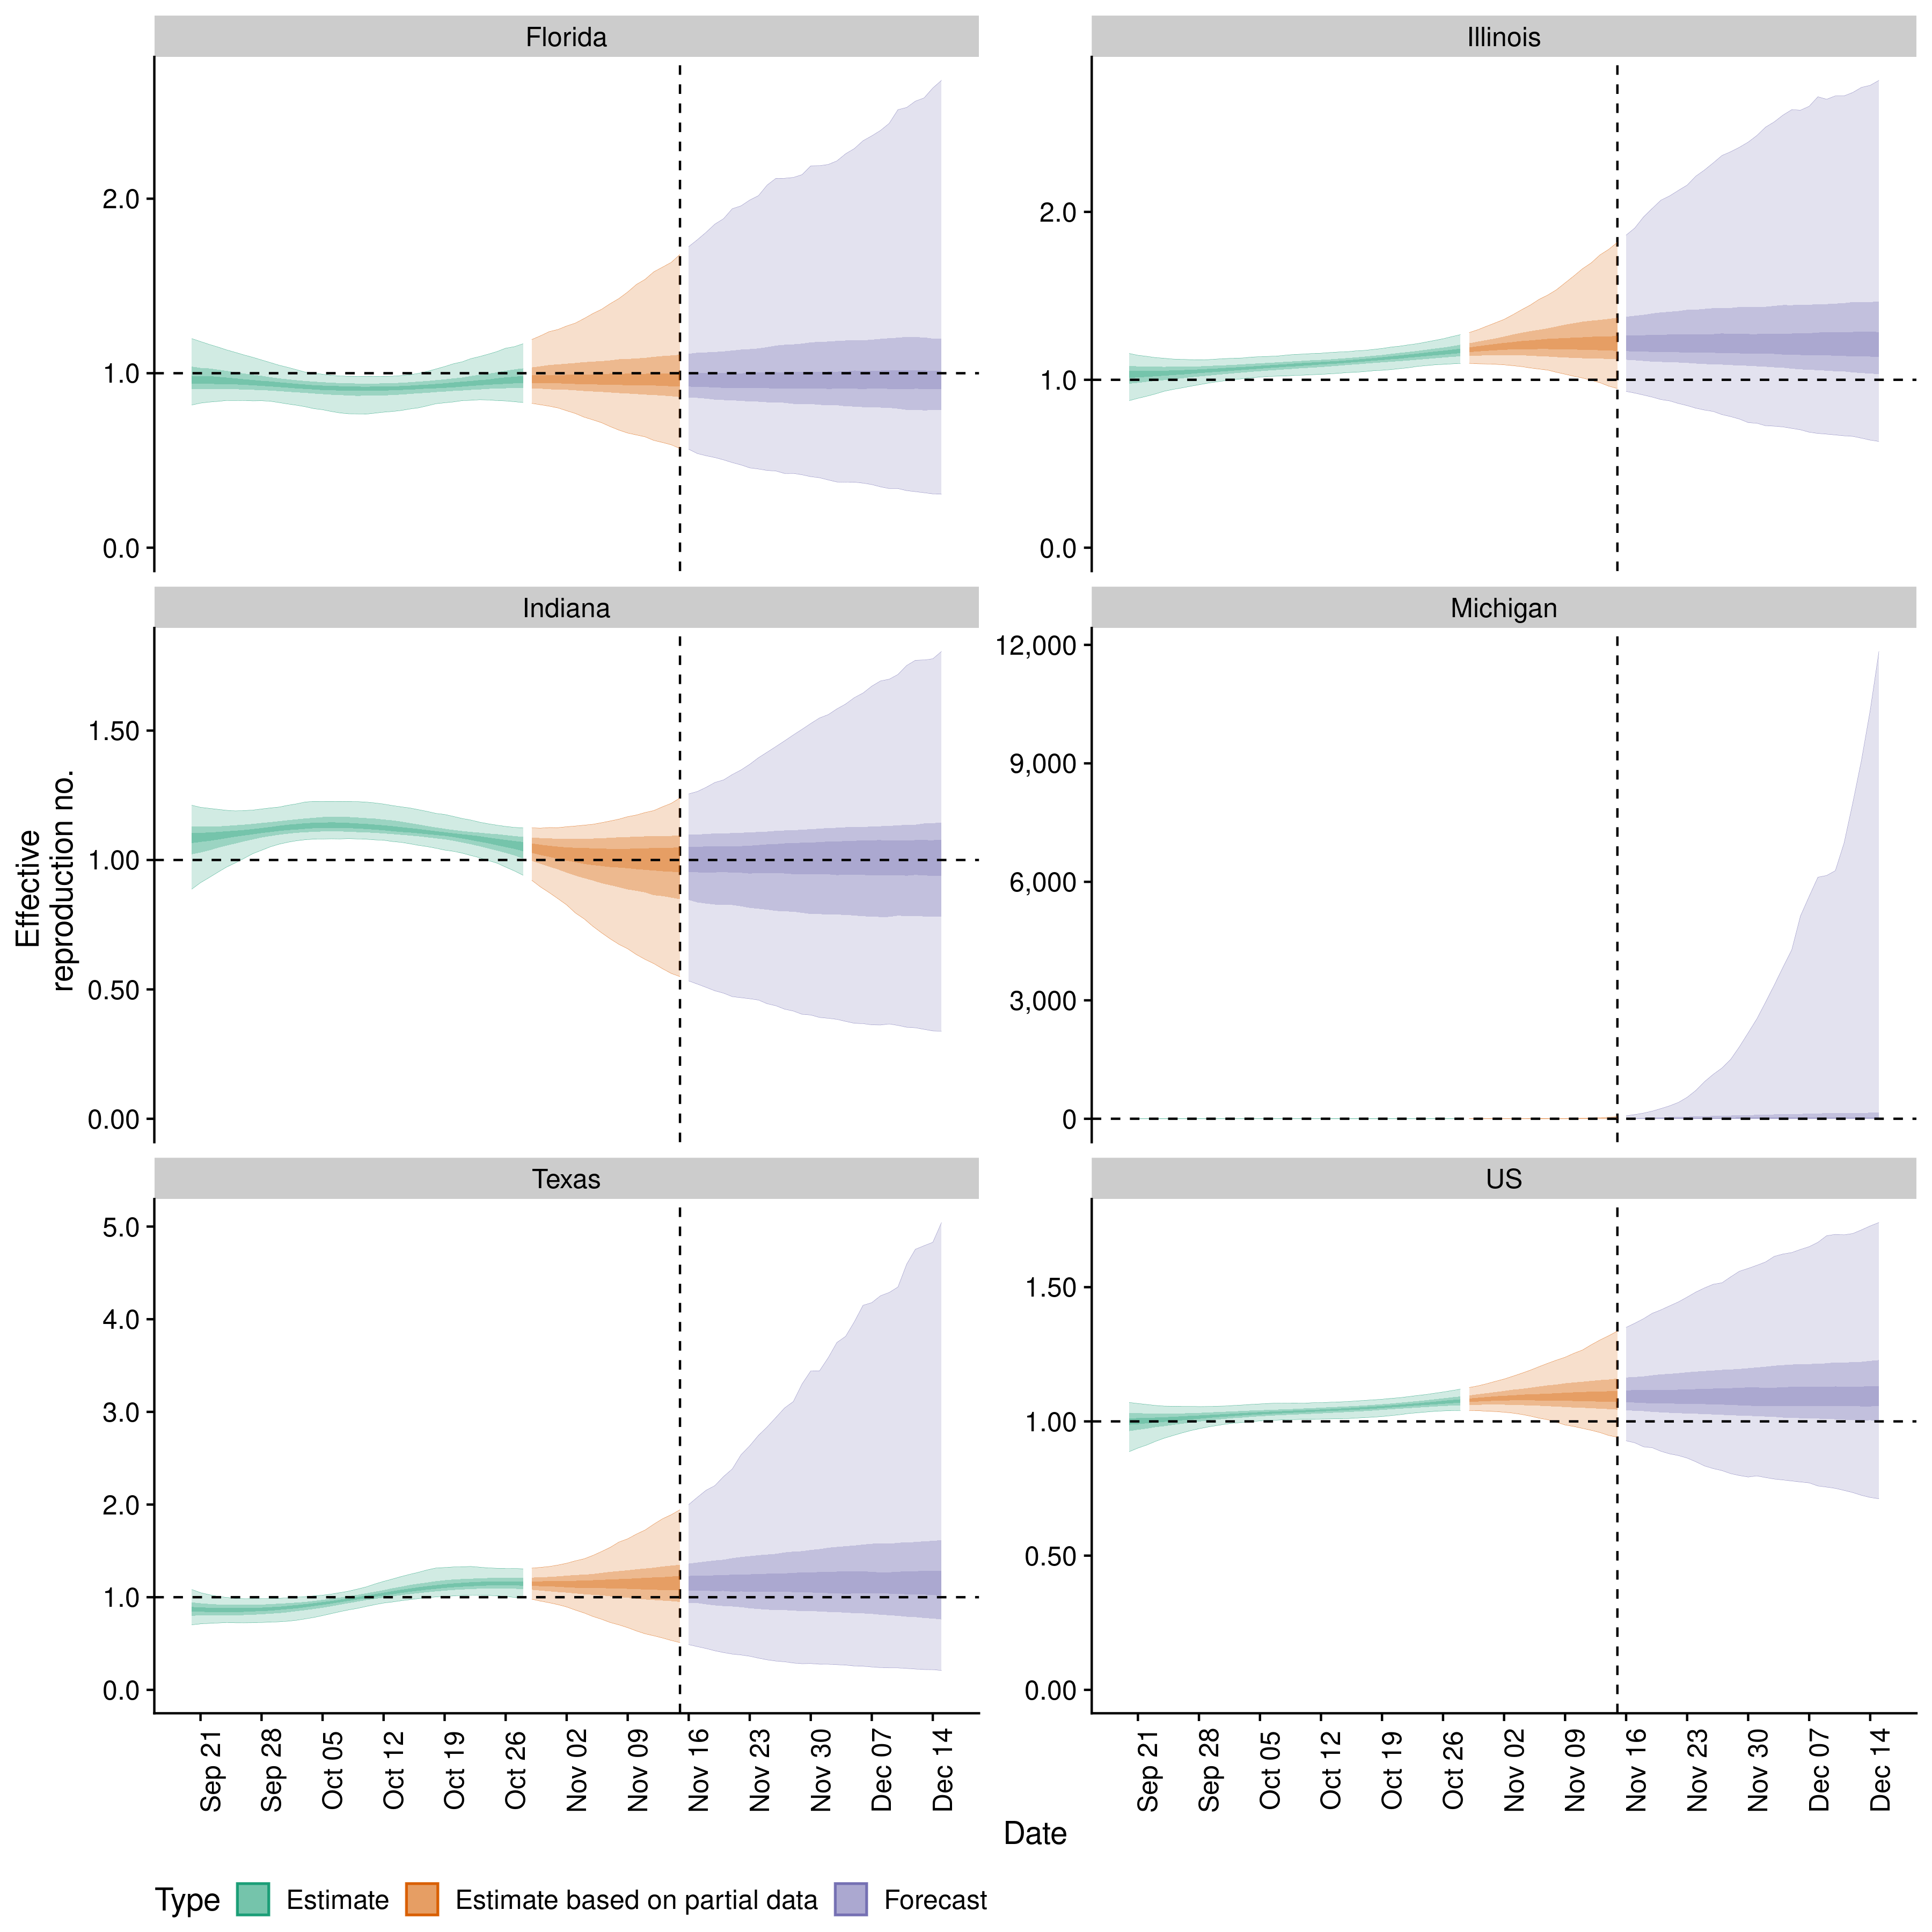 Florida
Illinois
2.0
1.0
0.0
2.0
1.0
0.0
Indiana
Michigan
1.50
1.00
0.50
0.00
12,000
9,000
6,000
3,000
0
Effective
reproduction no.
Texas
US
5.0
4.0
3.0
2.0
1.0
0.0
1.50
1.00
0.50
0.00
Sep 21
Sep 28
Oct 05
Oct 12
Oct 19
Oct 26
Nov 02
Nov 09
Nov 16
Nov 23
Nov 30
Dec 07
Dec 14
Sep 21
Sep 28
Oct 05
Oct 12
Oct 19
Oct 26
Nov 02
Nov 09
Nov 16
Nov 23
Nov 30
Dec 07
Dec 14
Date
Type Estimate Estimate based on partial data Forecast